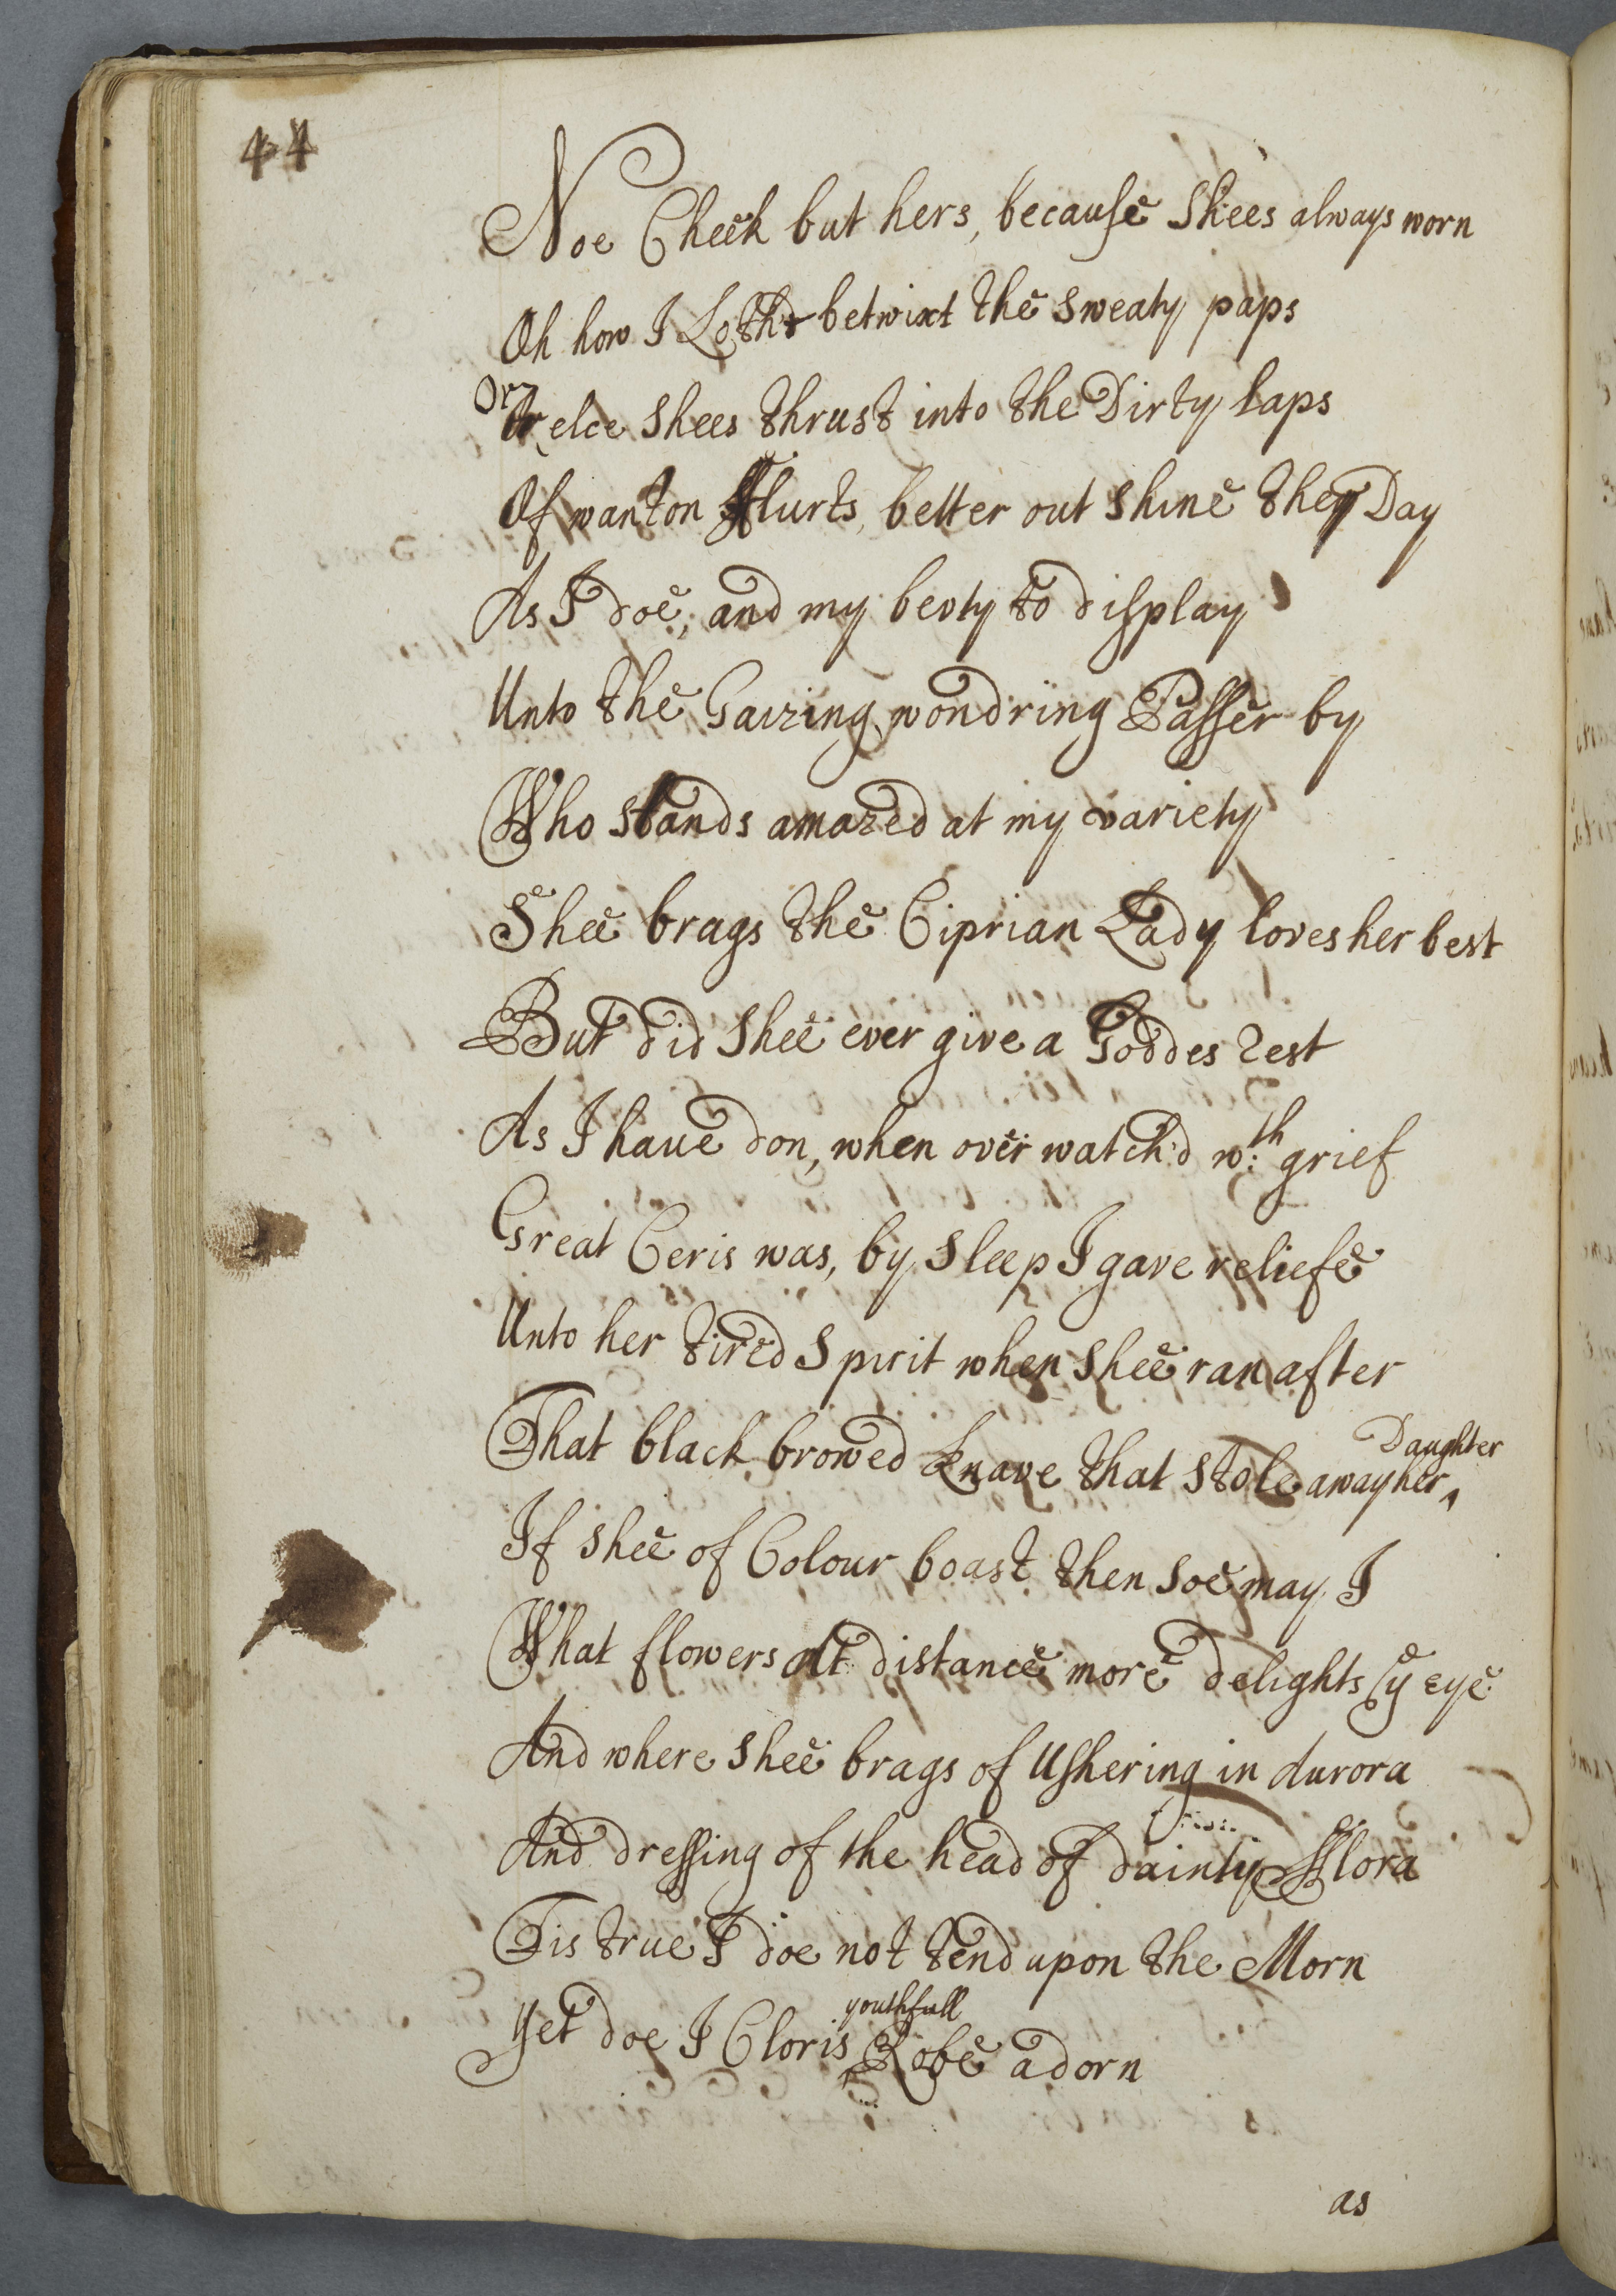 44
Noe Cheek but hers, because Shees always worn
Oh how I Loth't betwixt the sweaty paps
Or elce Shees thrust into the Dirty laps
Of wanton fflurts, better out shine the Day
As I doe, and my bevty to display
Unto the Gaizing wondring Passer by
Who stands amazed at my variety
Shee brags the Ciprian Lady loves her best
But did Shee ever give a Goddes Rest
As I haue don, when over watch'd wth grief
Great Ceris was, by Sleep I gave reliefe
Unto her tired Spirit when Shee ran after
That black browed knave that stole away her Daughter
If Shee of Colour boast then Soe may I
What flowers att distance more delights ye eye
And where Shee brags of Ushering in Aurora
And dressing of the head of dainty fflora
Tis true I doe not tend upon the Morn
Yet doe I Cloris youthfull Robe adorn
as